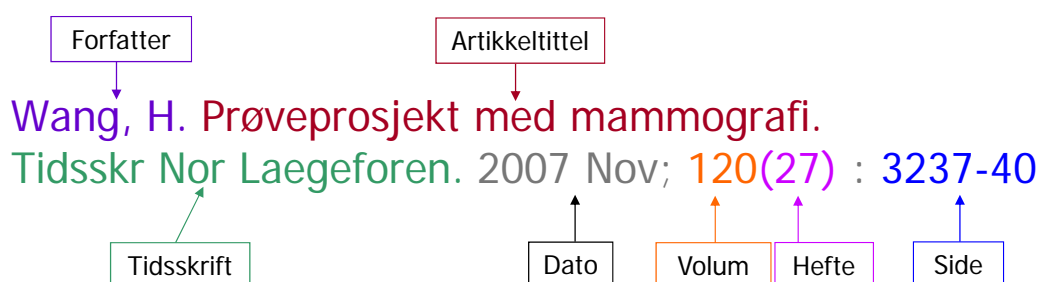 Forfatter Artikkeltittel
Wang, H. Prøveprosjekt med mammografi.
Tidsskr Nor Laegeforen. 2007 Nov; 120(27) : 3237-40
Tidsskrift Dato Volum Hefte Side